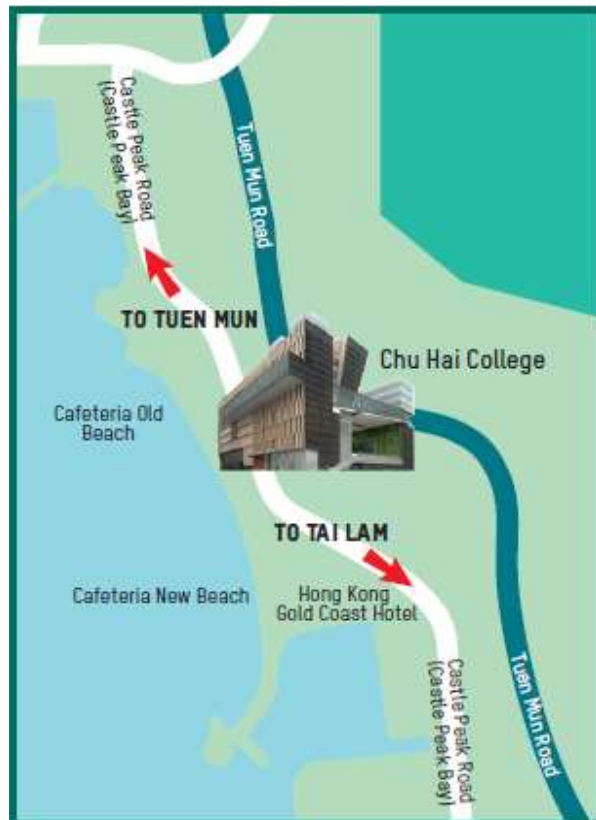 Castle Peak Road
(Castle Peak Bay)
Tuen Mun Road
TO TUEN MUN
Chu Hai College
Cafeteria Old
Beach
TO TAI LAM
Cafeteria New Beach
Hong Kong
Gold Coast Hotel
Castle Peak Road
(Castle Peak Bay)
Tuen Mun Road